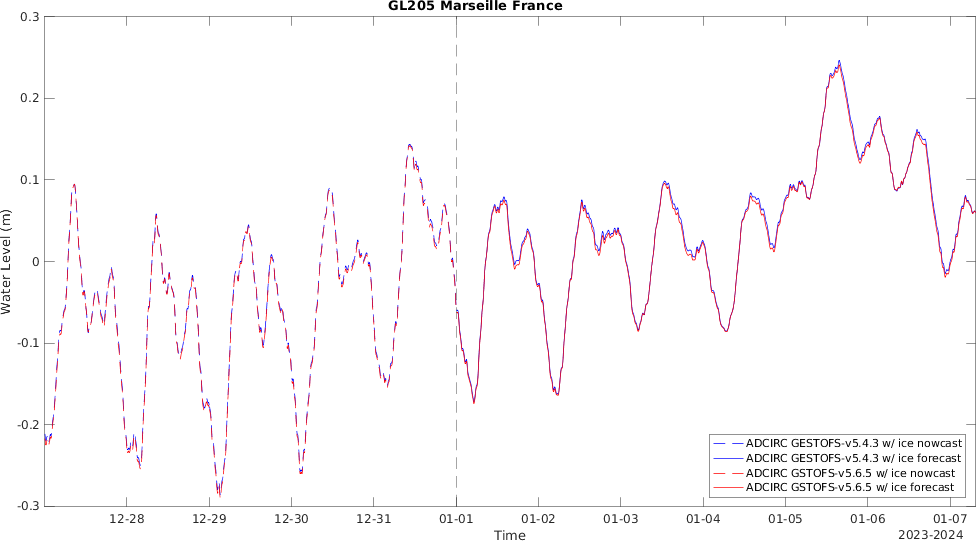 GL205 Marseille France
0.3
0.2
0.1
0
-0.1
-0.2
-0.3
Water Level (m)
ADCIRC GESTOFS-v5.4.3 w/ ice nowcast
ADCIRC GESTOFS-v5.4.3 w/ ice forecast
ADCIRC GSTOFS-v5.6.5 w/ ice nowcast
ADCIRC GSTOFS-v5.6.5 w/ ice forecast
12-28 12-29 12-30 12-31 01-01 01-02 01-03 01-04 01-05 01-06 01-07
Time
2023-2024